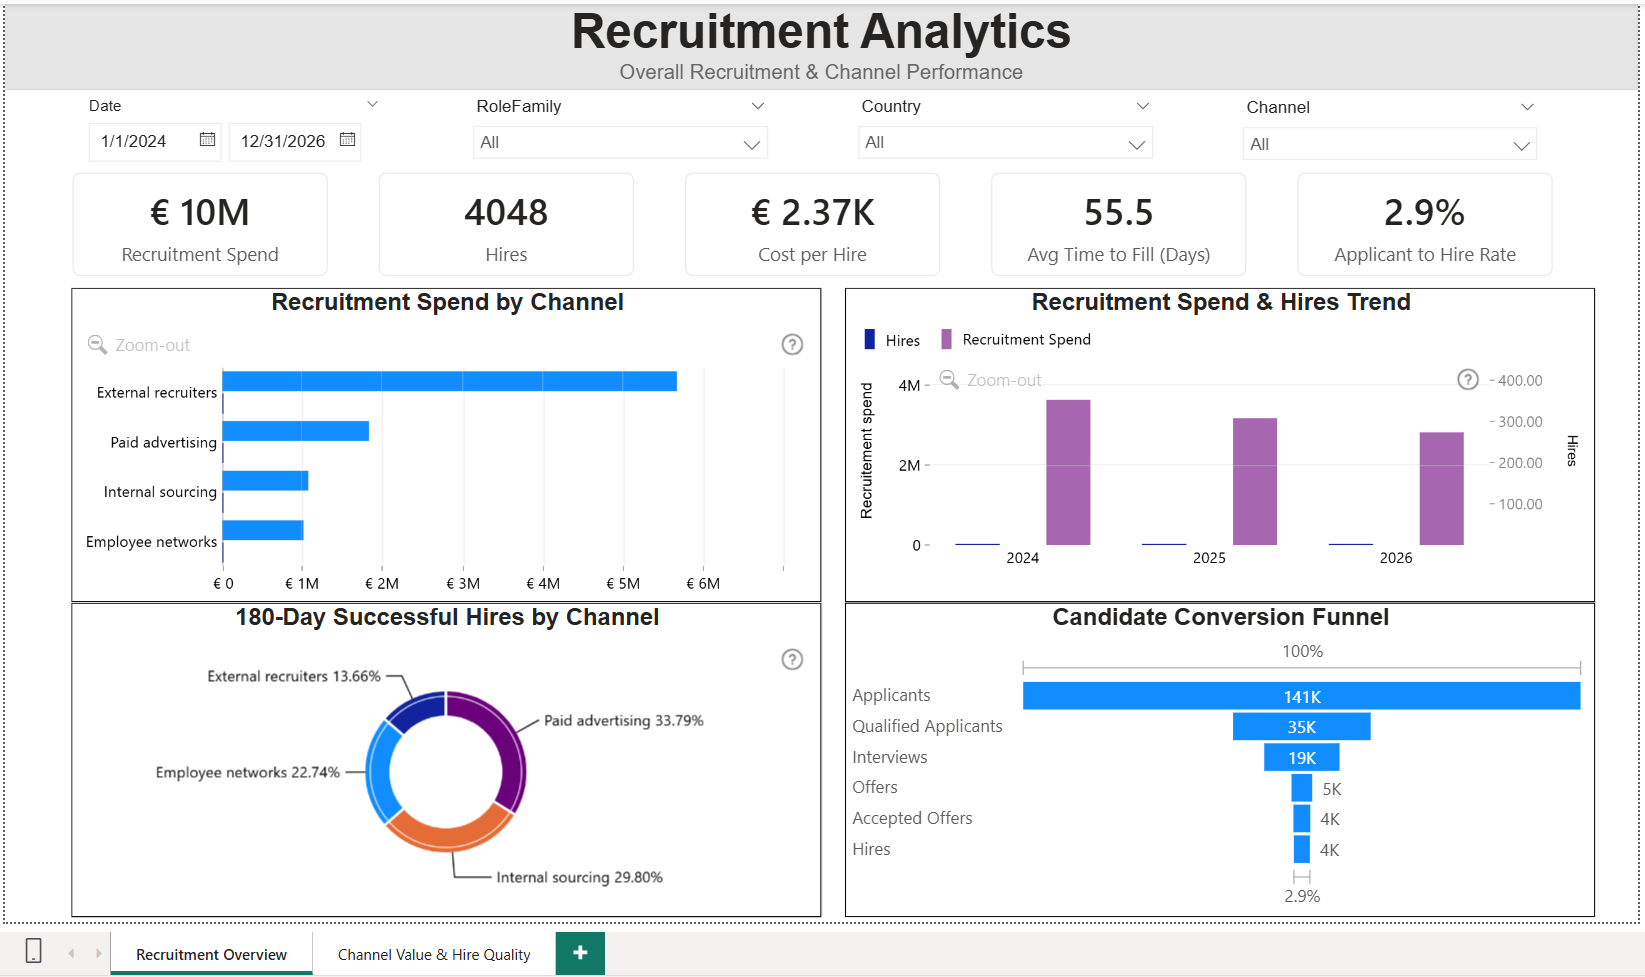 Recruitment Analytics
Overall Recruitment & Channel Performance
Date
RoleFamily
Country
Channel
1/1/2024
12/31/2026
All
All
All
€ 10M
Recruitment Spend
4048
Hires
€ 2.37K
Cost per Hire
55.5
Avg Time to Fill (Days)
2.9%
Applicant to Hire Rate
Recruitment Spend by Channel
Zoom-out
?
External recruiters
Paid advertising
Internal sourcing
Employee networks
€ 0
€ 1M
€ 2M
€ 3M
€ 4M
€ 5M
€ 6M
Recruitment Spend & Hires Trend
Hires
Recruitment Spend
Zoom-out
?
Recruitement spend
4M
2M
0
400.00
300.00
200.00
100.00
Hires
2024
2025
2026
180-Day Successful Hires by Channel
?
External recruiters 13.66%
Paid advertising 33.79%
Employee networks 22.74%
Internal sourcing 29.80%
Candidate Conversion Funnel
100%
Applicants
141K
Qualified Applicants
35K
Interviews
19K
Offers
5K
Accepted Offers
4K
Hires
4K
2.9%
Recruitment Overview
Channel Value & Hire Quality
+